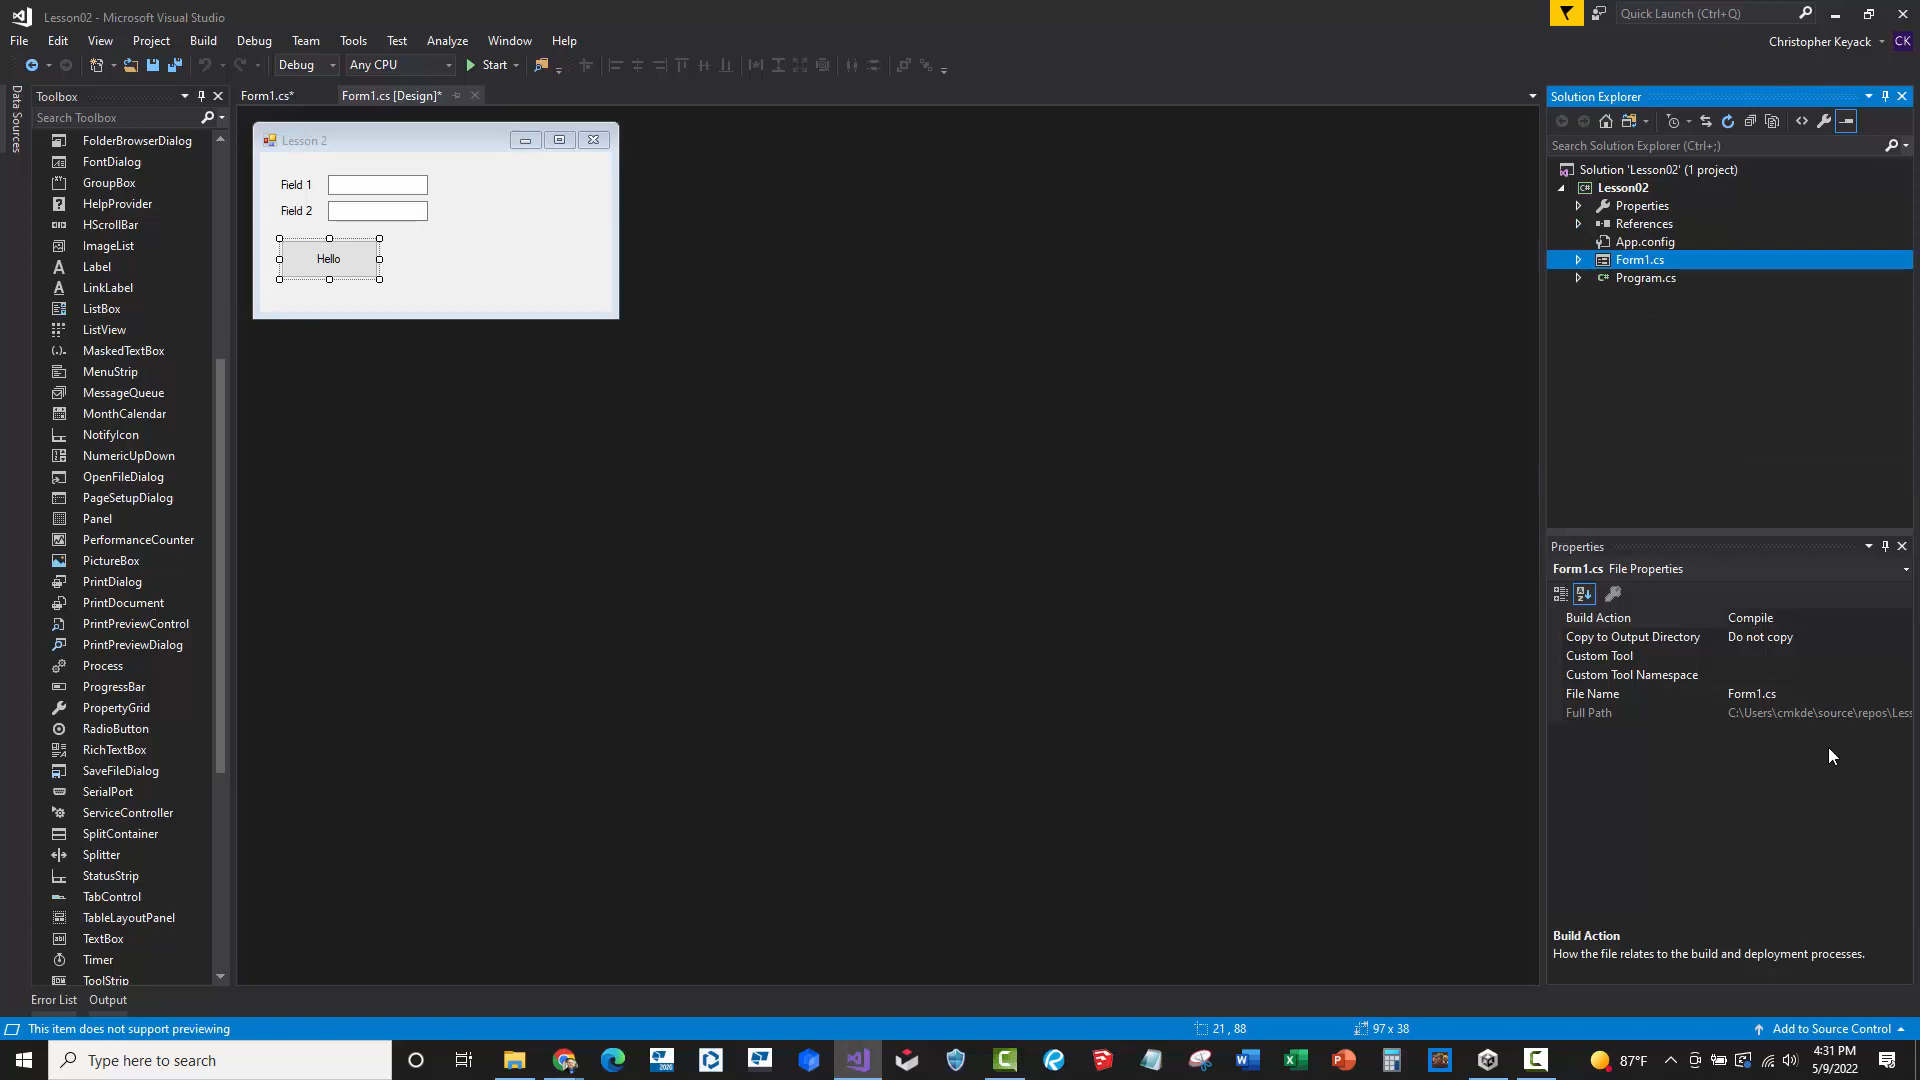 Lesson02 - Microsoft Visual Studio
Quick Launch (Ctrl+Q)
File Edit View Project Build Debug Team Tools Test Analyze Window Help
Christopher Keyack CK
Debug Any CPU Start
Data Sources
Toolbox
Search Toolbox
FolderBrowserDialog
FontDialog
GroupBox
HelpProvider
HScrollBar
ImageList
Label
LinkLabel
ListBox
ListView
MaskedTextBox
MenuStrip
MessageQueue
MonthCalendar
NotifyIcon
NumericUpDown
OpenFileDialog
PageSetupDialog
Panel
PerformanceCounter
PictureBox
PrintDialog
PrintDocument
PrintPreviewControl
PrintPreviewDialog
Process
ProgressBar
PropertyGrid
RadioButton
RichTextBox
SaveFileDialog
SerialPort
ServiceController
SplitContainer
Splitter
StatusStrip
TabControl
TableLayoutPanel
TextBox
Timer
ToolStrip
Form1.cs* Form1.cs [Design]*
Lesson 2
Field 1
Field 2
Hello
Solution Explorer
Search Solution Explorer (Ctrl+;)
Solution 'Lesson02' (1 project)
Lesson02
Properties
References
App.config
Form1.cs
Program.cs
Properties
Form1.cs File Properties
Build Action Compile
Copy to Output Directory Do not copy
Custom Tool
Custom Tool Namespace
File Name Form1.cs
Full Path C:\Users\cmkde\source\repos\Less
Build Action
How the file relates to the build and deployment processes.
Error List Output
This item does not support previewing 21 , 88 97 x 38 Add to Source Control
Type here to search
87°F
4:31 PM
5/9/2022